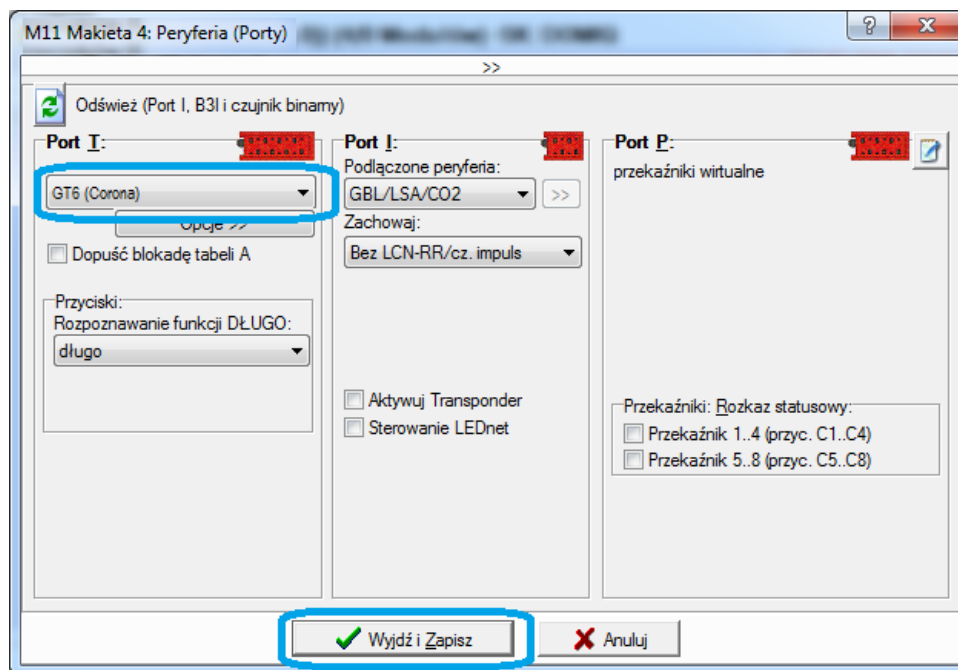 M11 Makieta 4: Peryferia (Porty)
>>
Odśwież (Port I, B3I i czujnik binarny)
Port T:
GT6 (Corona)
Opcje >>
Dopuść blokadę tabeli A
Przyciski:
Rozpoznawanie funkcji DŁUGO:
długo
Port I:
Podłączone peryferia:
GBL/LSA/CO2
>>
Zachowaj:
Bez LCN-RR/cz. impuls
Aktywuj Transponder
Sterowanie LEDnet
Port P:
przekaźniki wirtualne
Przekaźniki: Rozkaz statusowy:
Przekaźnik 1..4 (przyc. C1..C4)
Przekaźnik 5..8 (przyc. C5..C8)
Wyjdź i Zapisz
Anuluj